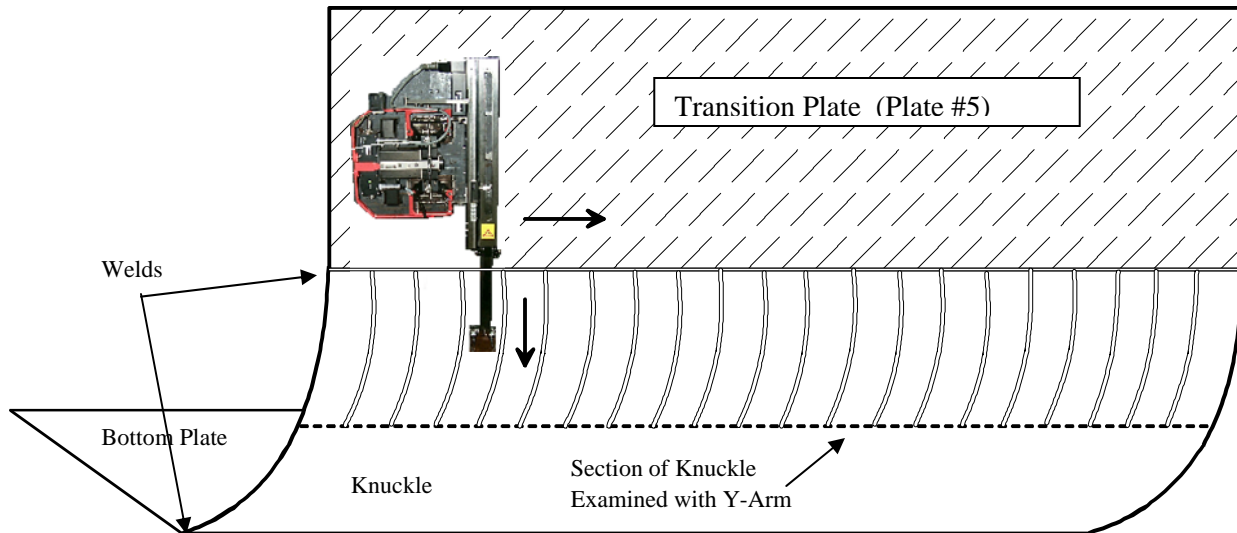 Transition Plate (Plate #5)
Welds
Bottom Plate
Knuckle
Section of Knuckle
Examined with Y-Arm